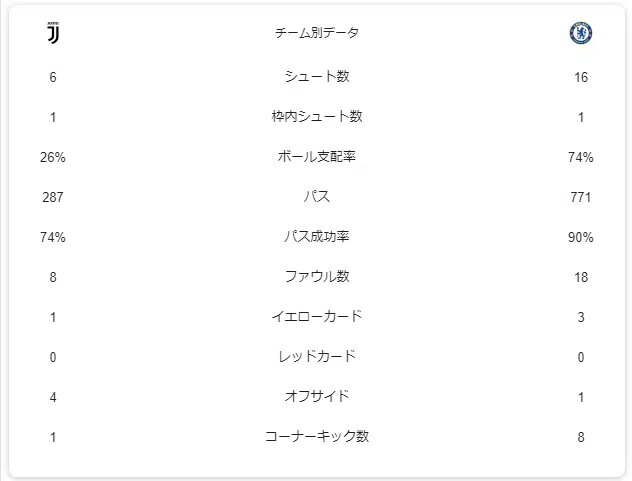 チーム別データ
6 シュート数 16
1 枠内シュート数 1
26% ボール支配率 74%
287 パス 771
74% パス成功率 90%
8 ファウル数 18
1 イエローカード 3
0 レッドカード 0
4 オフサイド 1
1 コーナーキック数 8